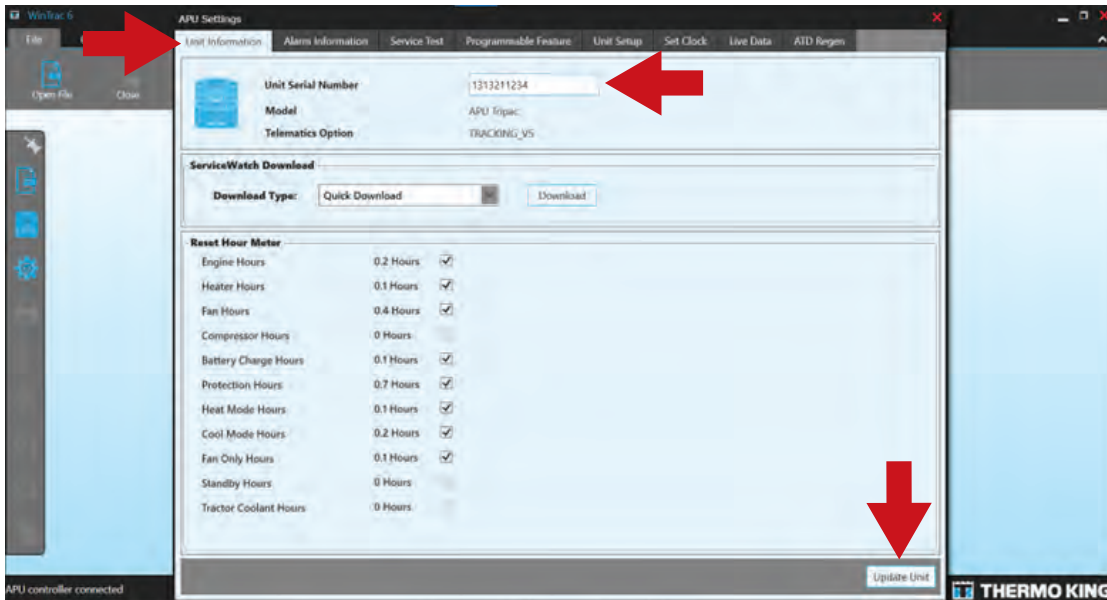 WinTrac 6
APU Settings
File
Unit Information Alarm Information Service Test Programmable Feature Unit Setup Set Clock Live Data ATD Regen
Open File Close
Unit Serial Number 1313211234
Model APU Tripac
Telematics Option TRACKING_V5
ServiceWatch Download
Download Type: Quick Download Download
Reset Hour Meter
Engine Hours 0.2 Hours
Heater Hours 0.1 Hours
Fan Hours 0.4 Hours
Compressor Hours 0 Hours
Battery Charge Hours 0.1 Hours
Protection Hours 0.7 Hours
Heat Mode Hours 0.1 Hours
Cool Mode Hours 0.2 Hours
Fan Only Hours 0.1 Hours
Standby Hours 0 Hours
Tractor Coolant Hours 0 Hours
Update Unit
APU controller connected
THERMO KING